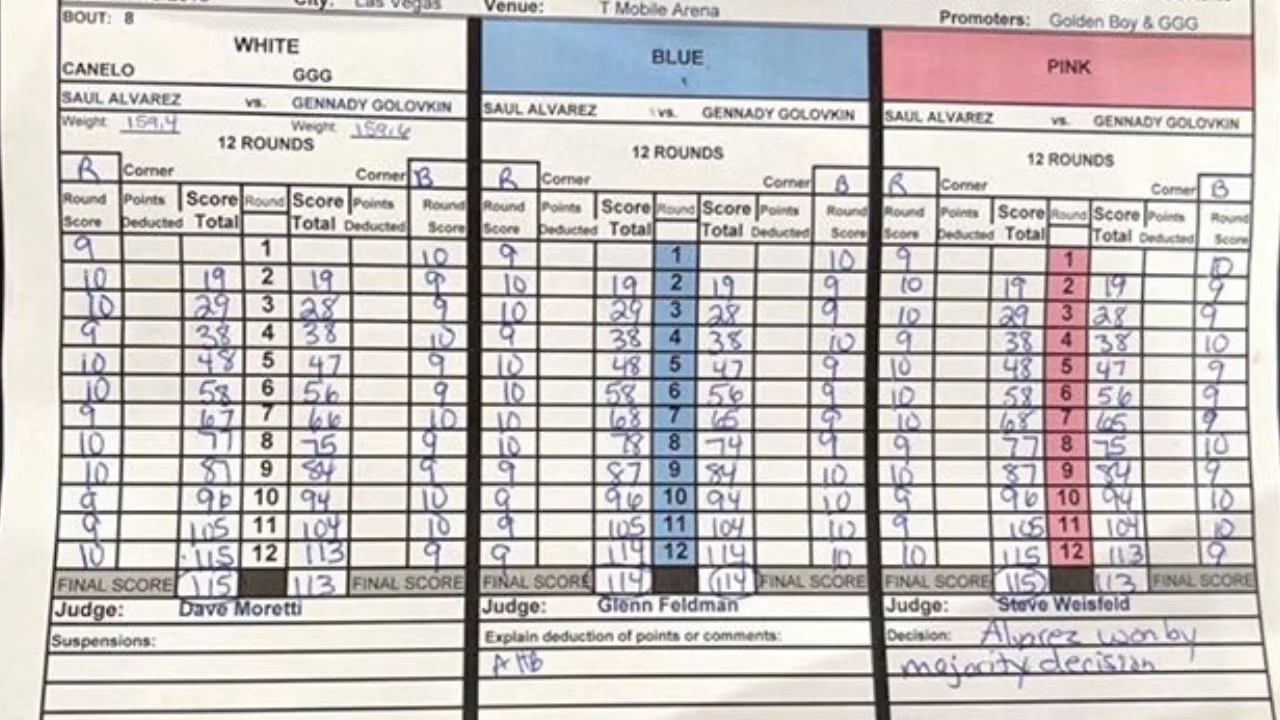 City: Las Vegas Venue: T Mobile Arena
BOUT: 8 Promoters: Golden Boy & GGG
WHITE BLUE PINK
CANELO GGG
SAUL ALVAREZ vs. GENNADY GOLOVKIN SAUL ALVAREZ vs. GENNADY GOLOVKIN SAUL ALVAREZ vs. GENNADY GOLOVKIN
Weight 159.4 Weight 159.6
12 ROUNDS 12 ROUNDS 12 ROUNDS
R Corner Corner B R Corner Corner B R Corner Corner B
Round Points Score Round Score Points Round Round Points Score Round Score Points Round Round Points Score Round Score Points Round
Score Deducted Total Total Deducted Score Score Deducted Total Total Deducted Score Score Deducted Total Total Deducted Score
9 1 10 9 1 10 9 1 10
10 19 2 19 9 10 19 2 19 9 10 19 2 19 9
10 29 3 28 9 10 29 3 28 9 10 29 3 28 9
9 38 4 38 10 9 38 4 38 10 9 38 4 38 10
10 48 5 47 9 10 48 5 47 9 10 48 5 47 9
10 58 6 56 9 10 58 6 56 9 10 58 6 56 9
9 67 7 66 10 10 68 7 65 9 10 68 7 65 9
10 77 8 75 9 10 78 8 74 9 9 77 8 75 10
10 87 9 84 9 9 87 9 84 10 10 87 9 84 9
9 96 10 94 10 9 96 10 94 10 9 96 10 94 10
9 105 11 104 10 9 105 11 104 10 9 105 11 104 10
10 115 12 113 9 9 114 12 114 10 10 115 12 113 9
FINAL SCORE 115 113 FINAL SCORE FINAL SCORE 114 114 FINAL SCORE FINAL SCORE 115 113 FINAL SCORE
Judge: Dave Moretti Judge: Glenn Feldman Judge: Steve Weisfeld
Suspensions: Explain deduction of points or comments: Decision: Alvarez won by
majority decision